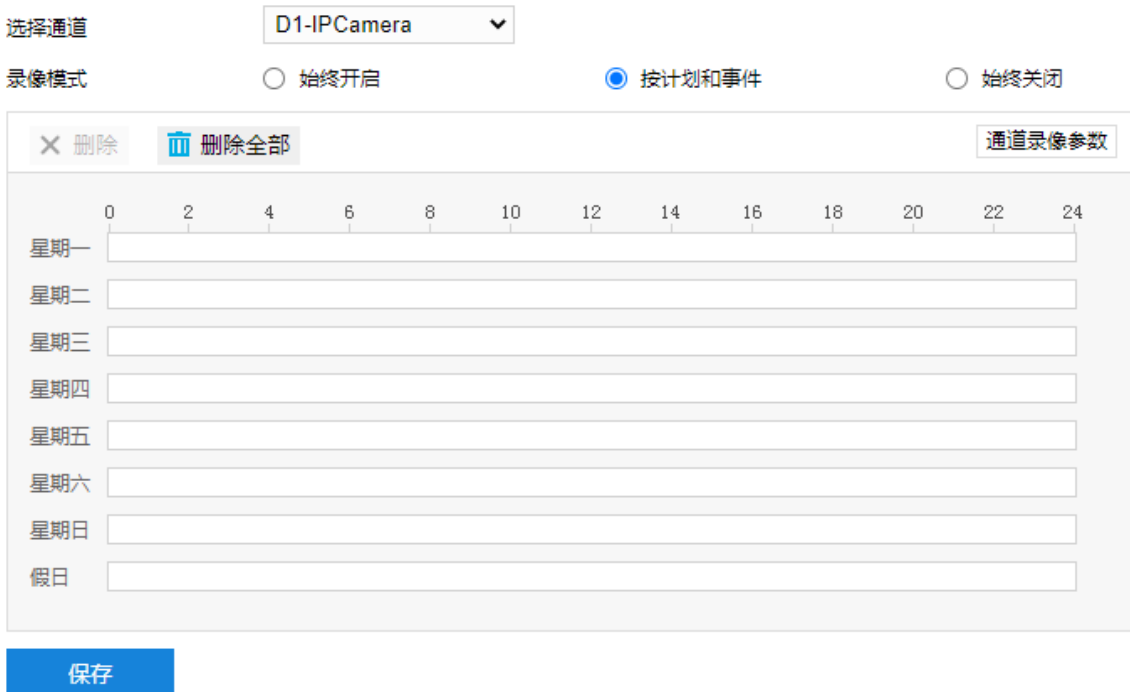 选择通道 D1-IPCamera
录像模式 始终开启 按计划和事件 始终关闭
删除 删除全部 通道录像参数
0 2 4 6 8 10 12 14 16 18 20 22 24
星期一
星期二
星期三
星期四
星期五
星期六
星期日
假日
保存